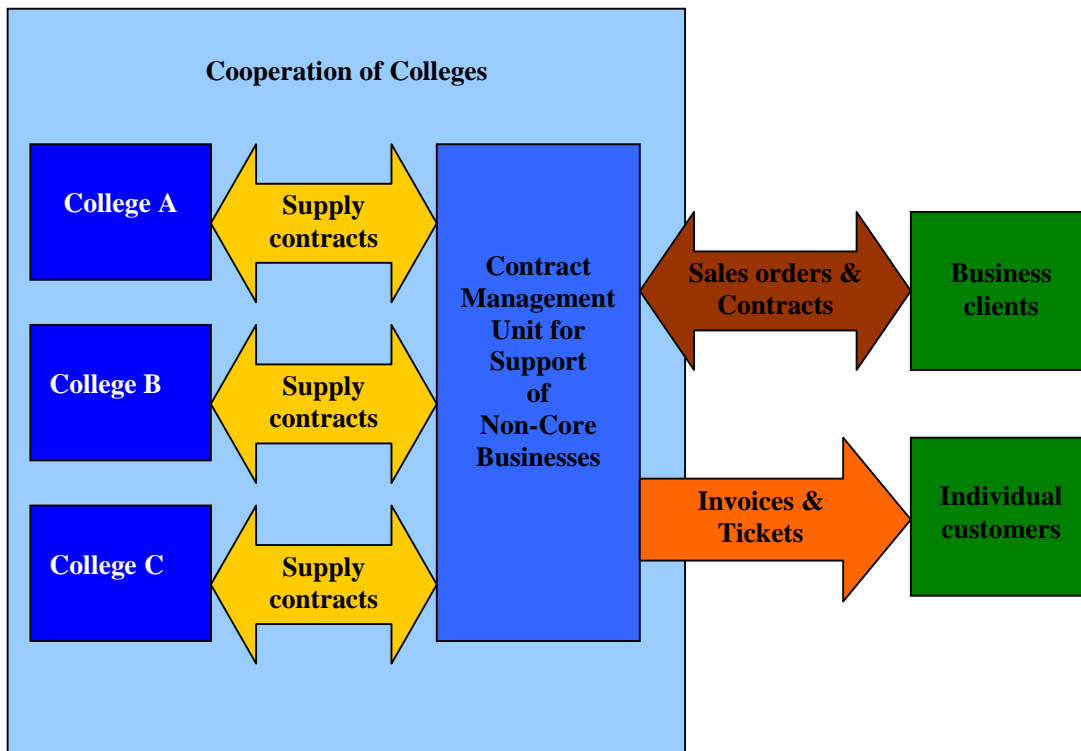 Cooperation of Colleges
College A
Supply
contracts
College B
Supply
contracts
College C
Supply
contracts
Contract
Management
Unit for
Support
of
Non-Core
Businesses
Sales orders &
Contracts
Business
clients
Invoices &
Tickets
Individual
customers